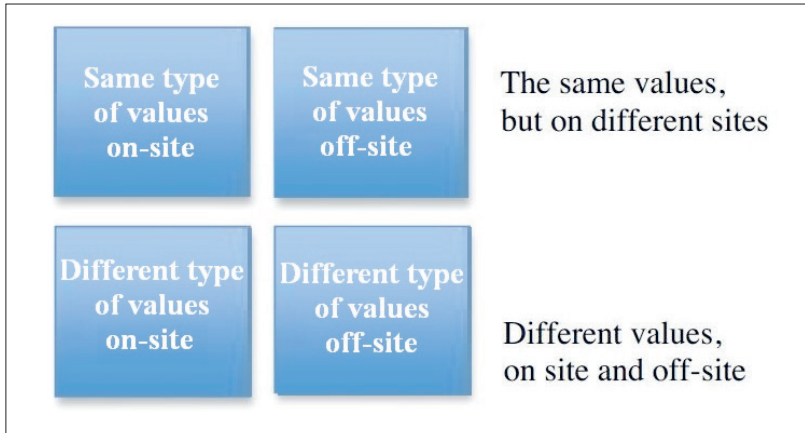 Same type
of values
on-site
Same type
of values
off-site
The same values,
but on different sites
Different type
of values
on-site
Different type
of values
off-site
Different values,
on site and off-site